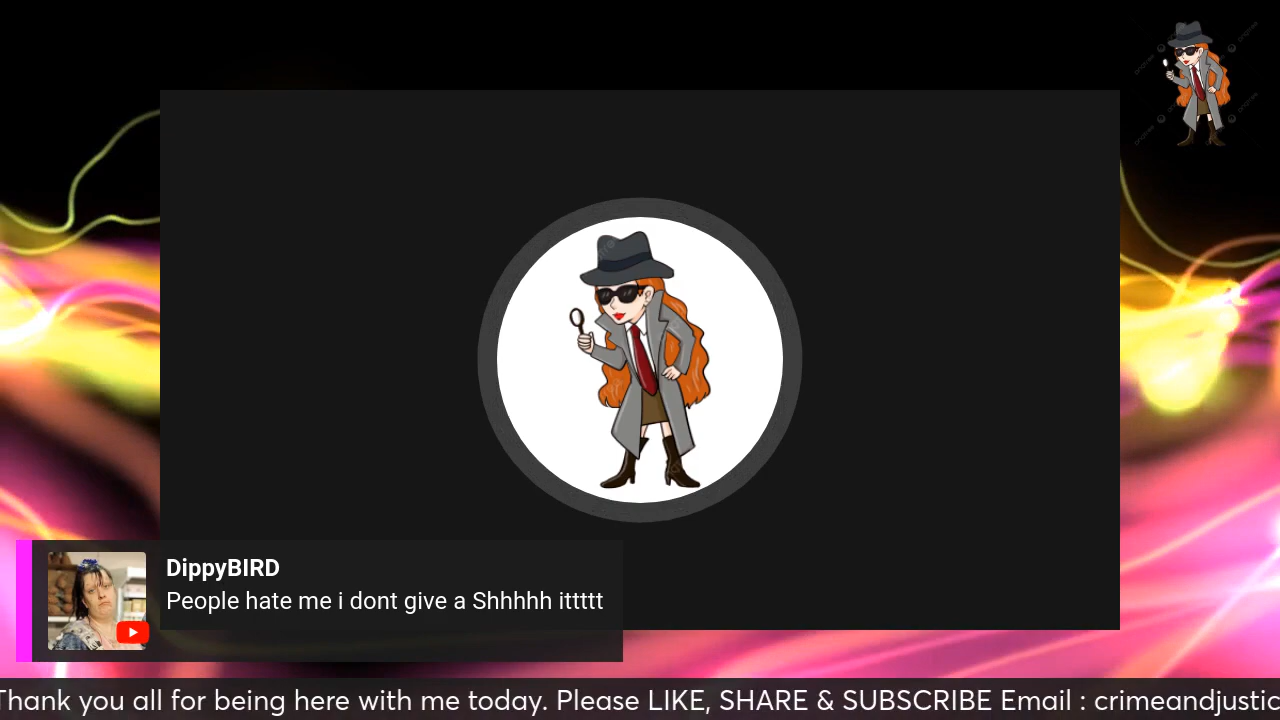 DippyBIRD
People hate me i dont give a Shhhhh ittttt
Thank you all for being here with me today. Please LIKE, SHARE & SUBSCRIBE Email : crimeandjustic